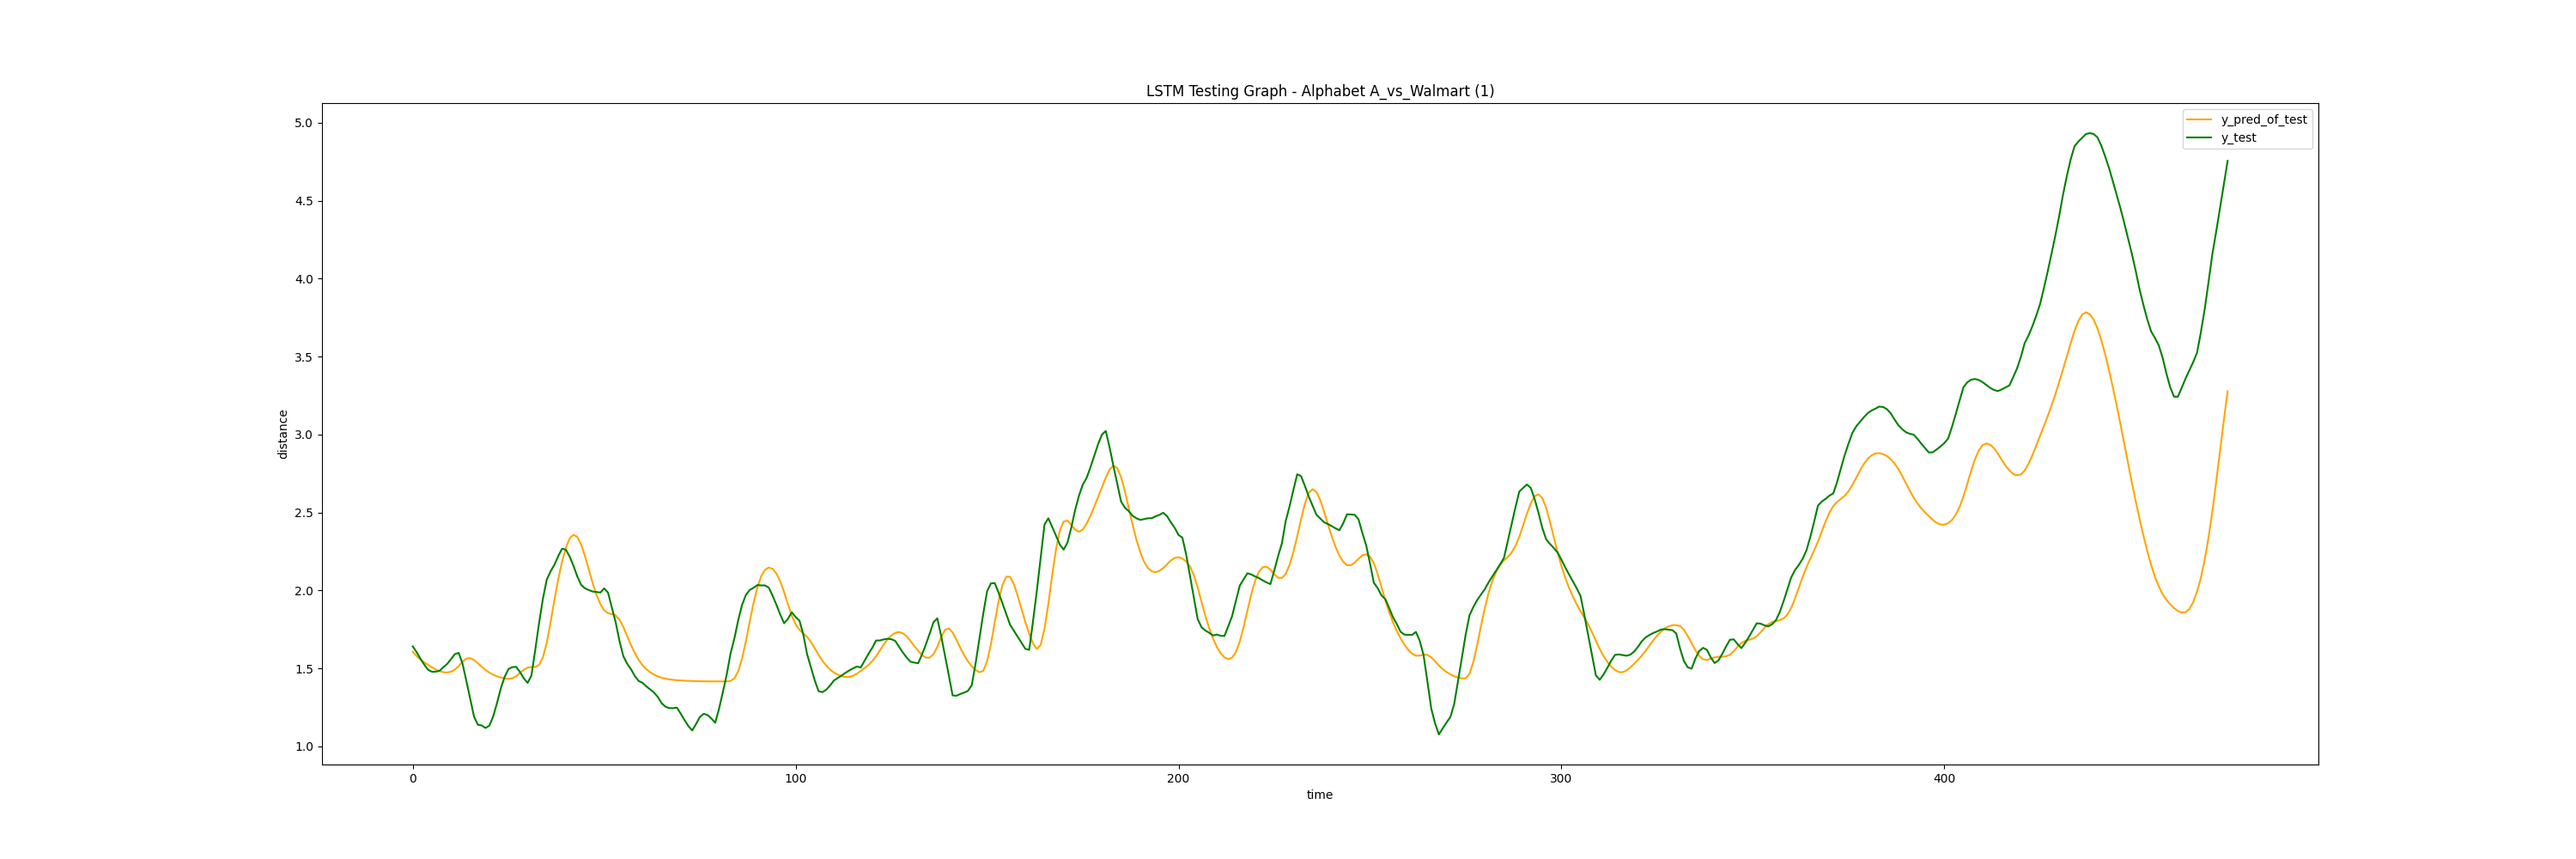 LSTM Testing Graph - Alphabet A_vs_Walmart (1)
y_pred_of_test
y_test
5.0
4.5
4.0
3.5
3.0
2.5
2.0
1.5
1.0
distance
0 100 200 300 400
time